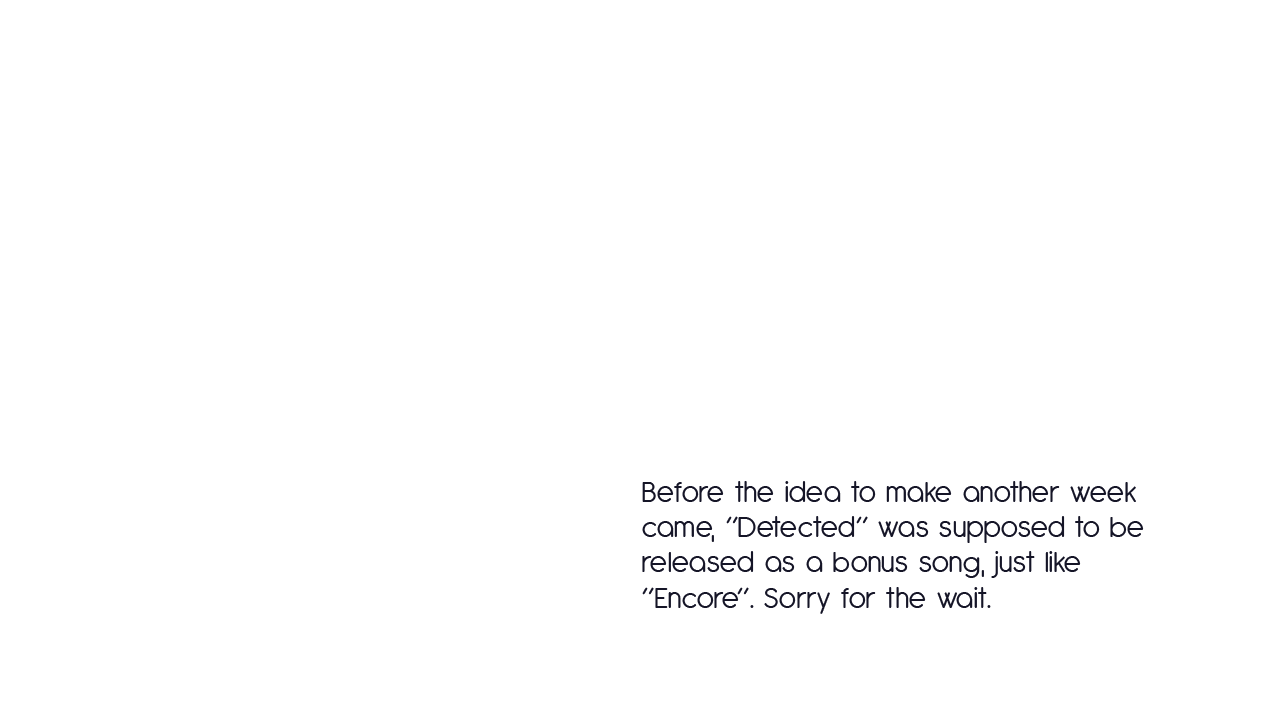 Before the idea to make another week
came, "Detected" was supposed to be
released as a bonus song, just like
"Encore". Sorry for the wait.